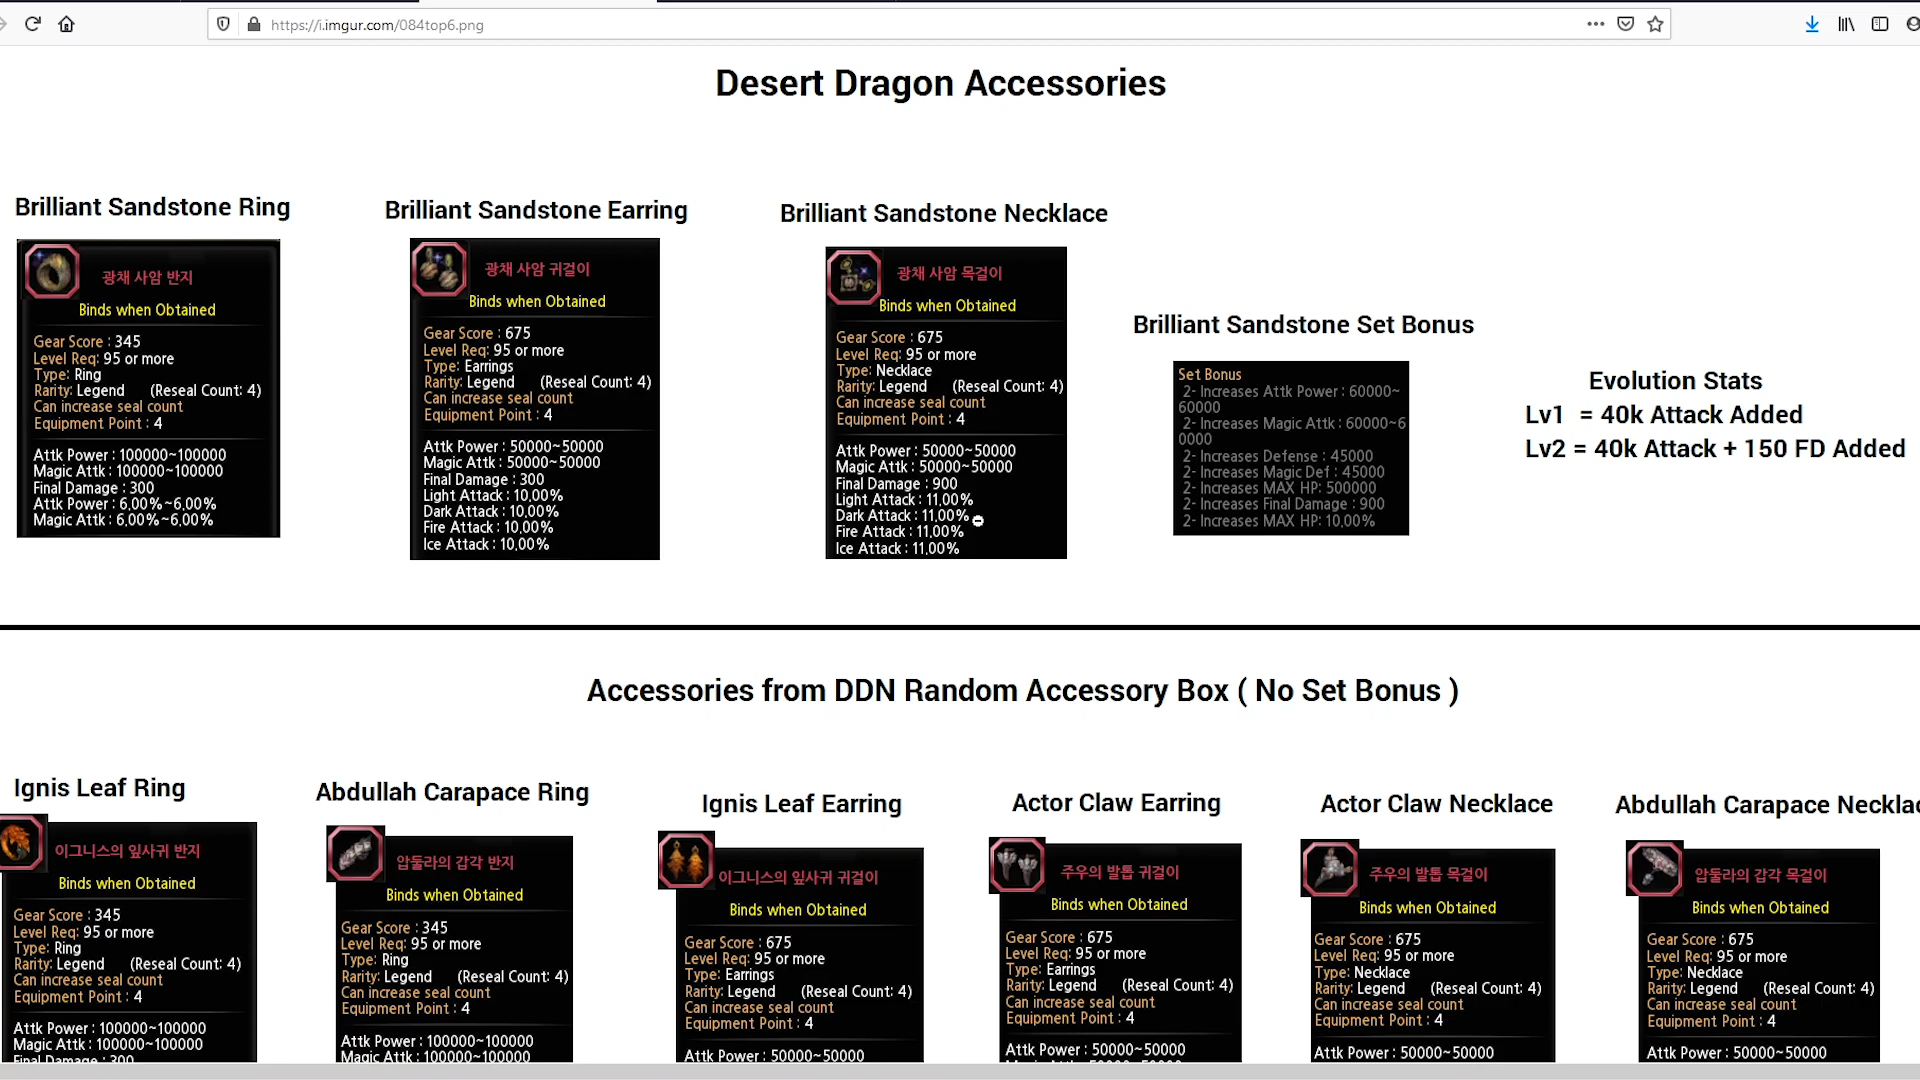 https://i.imgur.com/084top6.png
Desert Dragon Accessories
Brilliant Sandstone Ring
광채 사암 반지
Binds when Obtained
Gear Score : 345
Level Req: 95 or more
Type: Ring
Rarity: Legend (Reseal Count: 4)
Can increase seal count
Equipment Point : 4
Attk Power : 100000~100000
Magic Attk : 100000~100000
Final Damage : 300
Attk Power : 6,00%~6,00%
Magic Attk : 6,00%~6,00%
Brilliant Sandstone Earring
광채 사암 귀걸이
Binds when Obtained
Gear Score : 675
Level Req: 95 or more
Type: Earrings
Rarity: Legend (Reseal Count: 4)
Can increase seal count
Equipment Point : 4
Attk Power : 50000~50000
Magic Attk : 50000~50000
Final Damage : 300
Light Attack : 10,00%
Dark Attack : 10,00%
Fire Attack : 10,00%
Ice Attack : 10,00%
Brilliant Sandstone Necklace
광채 사암 목걸이
Binds when Obtained
Gear Score : 675
Level Req: 95 or more
Type: Necklace
Rarity: Legend (Reseal Count: 4)
Can increase seal count
Equipment Point : 4
Attk Power : 50000~50000
Magic Attk : 50000~50000
Final Damage : 900
Light Attack : 11,00%
Dark Attack : 11,00%
Fire Attack : 11,00%
Ice Attack : 11,00%
Brilliant Sandstone Set Bonus
Set Bonus
2- Increases Attk Power : 60000~
60000
2- Increases Magic Attk : 60000~6
0000
2- Increases Defense : 45000
2- Increases Magic Def : 45000
2- Increases MAX HP: 500000
2- Increases Final Damage : 900
2- Increases MAX HP: 10,00%
Evolution Stats
Lv1 = 40k Attack Added
Lv2 = 40k Attack + 150 FD Added
Accessories from DDN Random Accessory Box ( No Set Bonus )
Ignis Leaf Ring
이그니스의 잎사귀 반지
Binds when Obtained
Gear Score : 345
Level Req: 95 or more
Type: Ring
Rarity: Legend (Reseal Count: 4)
Can increase seal count
Equipment Point : 4
Attk Power : 100000~100000
Magic Attk : 100000~100000
Final Damage : 300
Abdullah Carapace Ring
압둘라의 갑각 반지
Binds when Obtained
Gear Score : 345
Level Req: 95 or more
Type: Ring
Rarity: Legend (Reseal Count: 4)
Can increase seal count
Equipment Point : 4
Attk Power : 100000~100000
Magic Attk : 100000~100000
Ignis Leaf Earring
이그니스의 잎사귀 귀걸이
Binds when Obtained
Gear Score : 675
Level Req: 95 or more
Type: Earrings
Rarity: Legend (Reseal Count: 4)
Can increase seal count
Equipment Point : 4
Attk Power : 50000~50000
Actor Claw Earring
주우의 발톱 귀걸이
Binds when Obtained
Gear Score : 675
Level Req: 95 or more
Type: Earrings
Rarity: Legend (Reseal Count: 4)
Can increase seal count
Equipment Point : 4
Attk Power : 50000~50000
Actor Claw Necklace
주우의 발톱 목걸이
Binds when Obtained
Gear Score : 675
Level Req: 95 or more
Type: Necklace
Rarity: Legend (Reseal Count: 4)
Can increase seal count
Equipment Point : 4
Attk Power : 50000~50000
Abdullah Carapace Necklac
압둘라의 갑각 목걸이
Binds when Obtained
Gear Score : 675
Level Req: 95 or more
Type: Necklace
Rarity: Legend (Reseal Count: 4)
Can increase seal count
Equipment Point : 4
Attk Power : 50000~50000